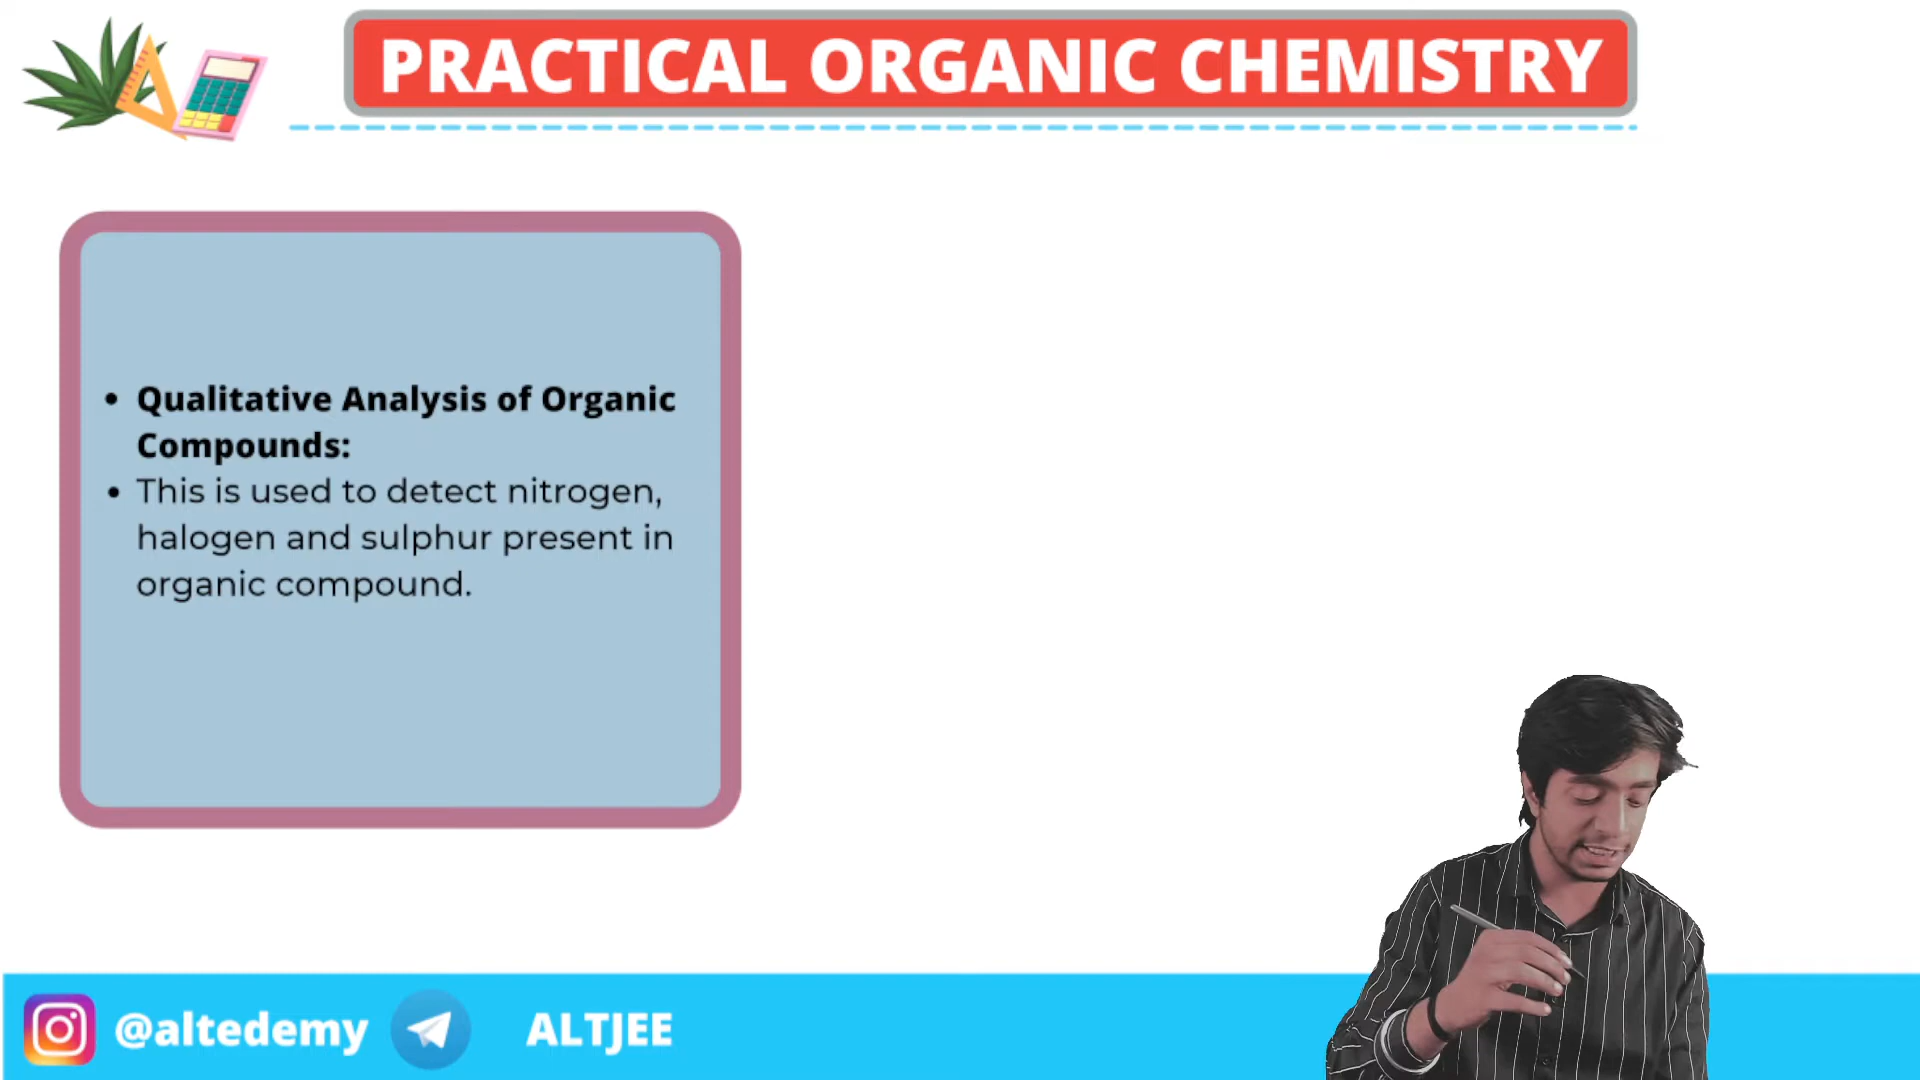 PRACTICAL ORGANIC CHEMISTRY
• Qualitative Analysis of Organic
Compounds:
• This is used to detect nitrogen,
halogen and sulphur present in
organic compound.
@altedemy ALTJEE